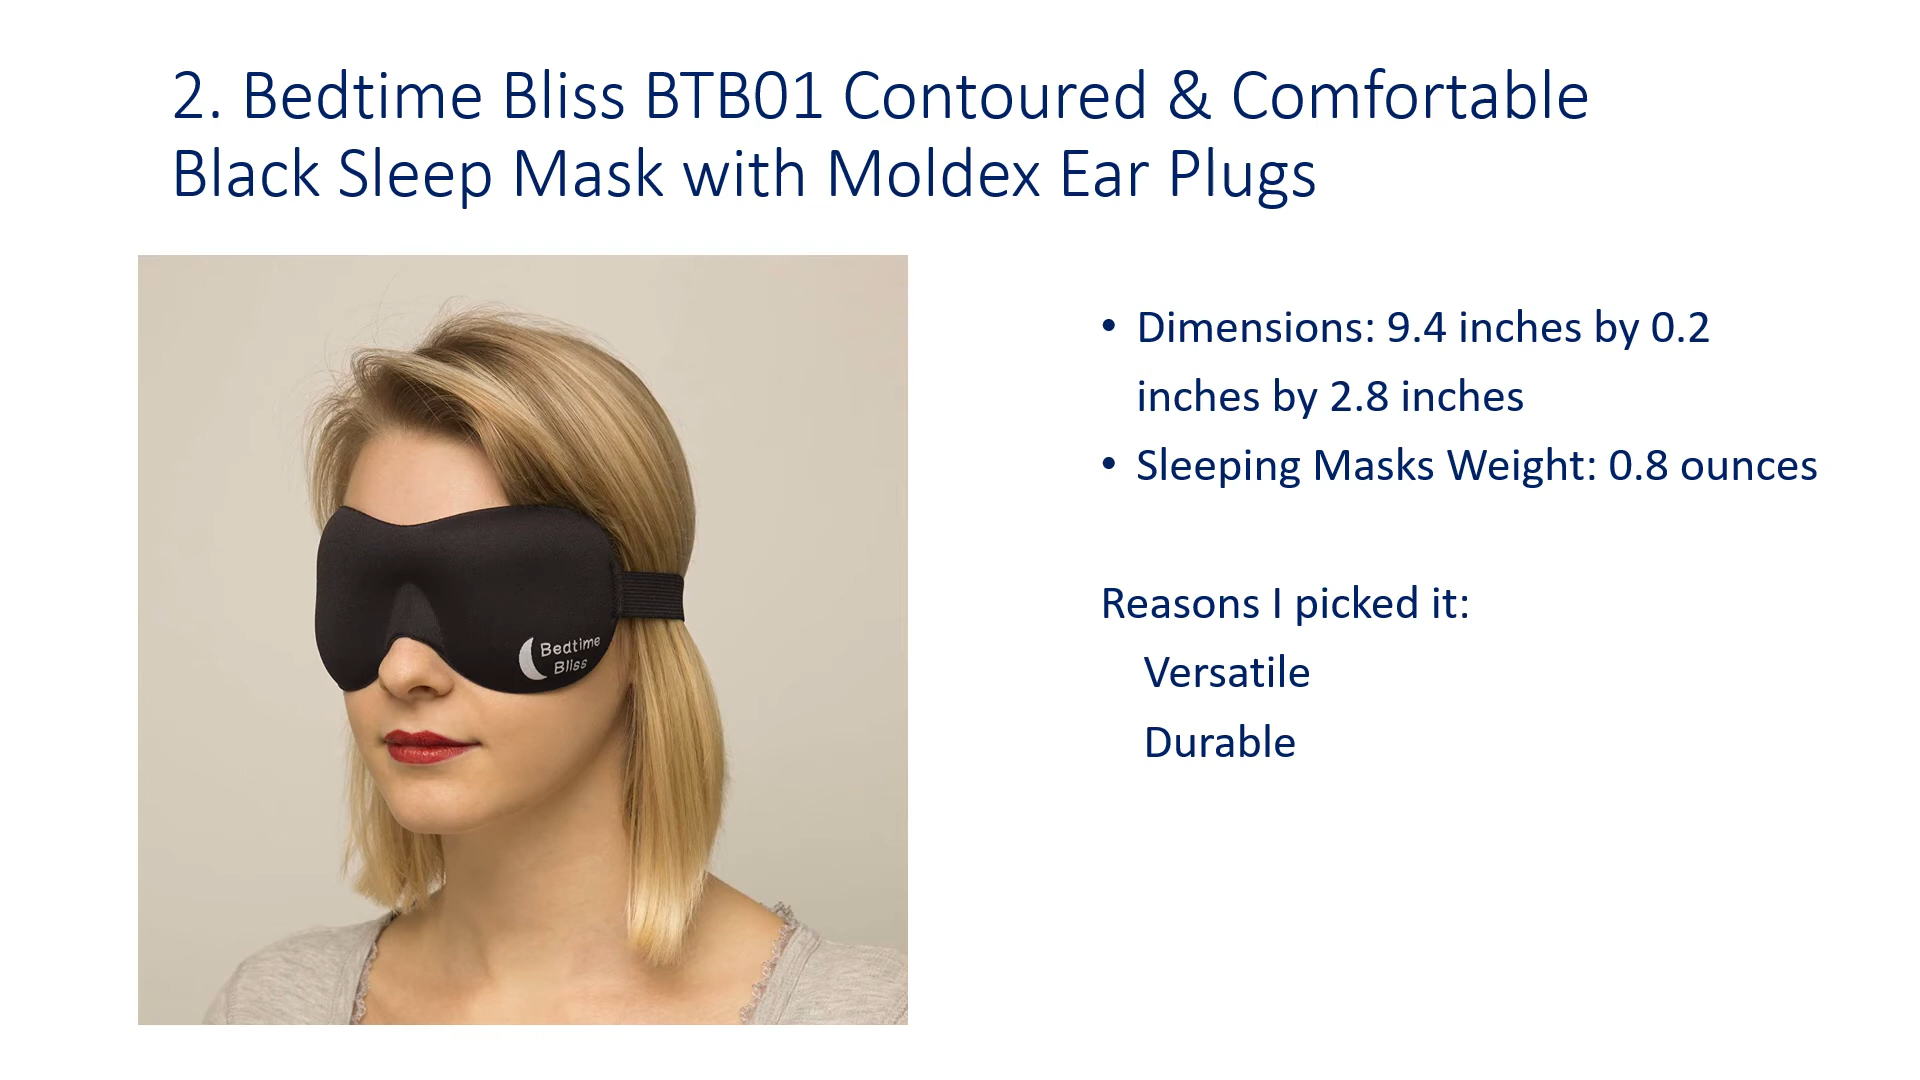 2. Bedtime Bliss BTB01 Contoured & Comfortable
Black Sleep Mask with Moldex Ear Plugs
• Dimensions: 9.4 inches by 0.2
inches by 2.8 inches
• Sleeping Masks Weight: 0.8 ounces
Reasons I picked it:
Versatile
Durable
Bedtime
Bliss